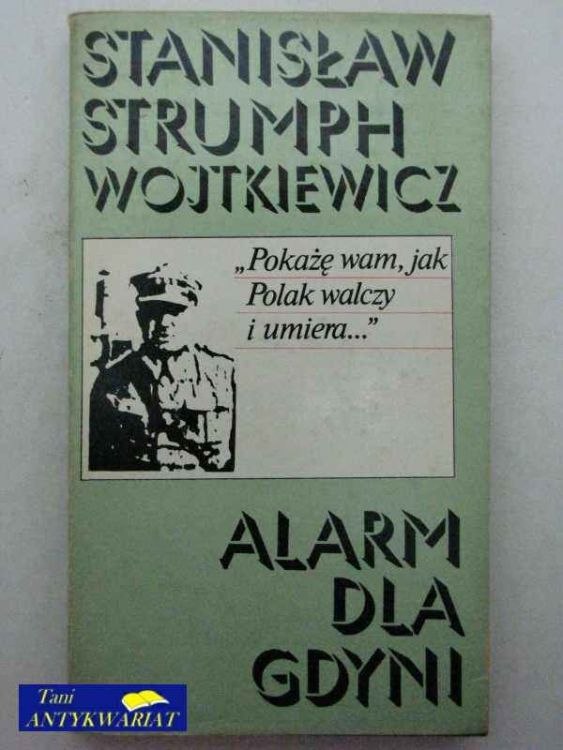 STANISŁAW
STRUMPH
WOJTKIEWICZ
„Pokażę wam, jak
Polak walczy
i umiera...”
ALARM
DLA
GDYNI
Tani
ANTYKWARIAT